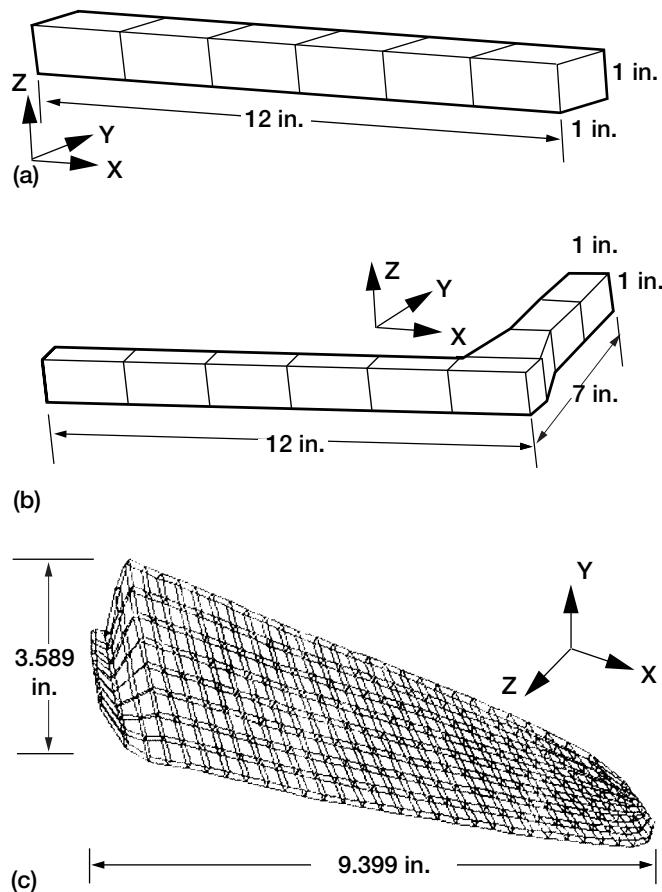 Z
Y
X
12 in.
1 in.
1 in.
(a)
1 in.
1 in.
Z
Y
X
7 in.
12 in.
(b)
3.589
in.
Y
Z
X
9.399 in.
(c)